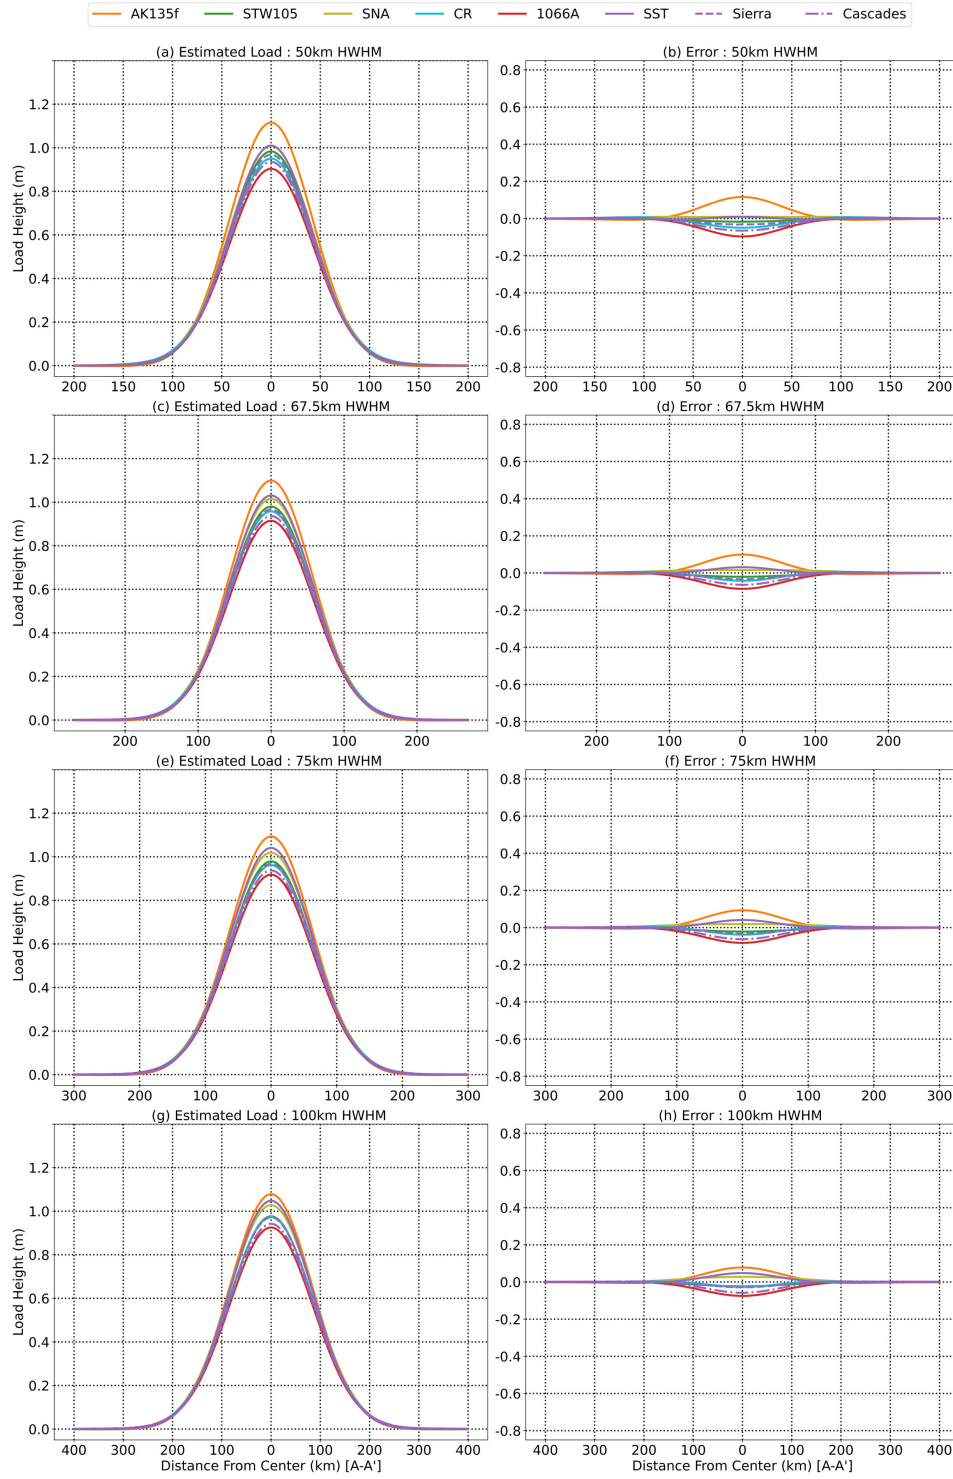 AK135f STW105 SNA CR 1066A SST Sierra Cascades
(a) Estimated Load : 50km HWHM
Load Height (m)
1.2
1.0
0.8
0.6
0.4
0.2
0.0
200 150 100 50 0 50 100 150 200
(b) Error : 50km HWHM
0.8
0.6
0.4
0.2
0.0
-0.2
-0.4
-0.6
-0.8
200 150 100 50 0 50 100 150 200
(c) Estimated Load : 67.5km HWHM
Load Height (m)
1.2
1.0
0.8
0.6
0.4
0.2
0.0
200 100 0 100 200
(d) Error : 67.5km HWHM
0.8
0.6
0.4
0.2
0.0
-0.2
-0.4
-0.6
-0.8
200 100 0 100 200
(e) Estimated Load : 75km HWHM
Load Height (m)
1.2
1.0
0.8
0.6
0.4
0.2
0.0
300 200 100 0 100 200 300
(f) Error : 75km HWHM
0.8
0.6
0.4
0.2
0.0
-0.2
-0.4
-0.6
-0.8
300 200 100 0 100 200 300
(g) Estimated Load : 100km HWHM
Load Height (m)
1.2
1.0
0.8
0.6
0.4
0.2
0.0
400 300 200 100 0 100 200 300 400
Distance From Center (km) [A-A']
(h) Error : 100km HWHM
0.8
0.6
0.4
0.2
0.0
-0.2
-0.4
-0.6
-0.8
400 300 200 100 0 100 200 300 400
Distance From Center (km) [A-A']